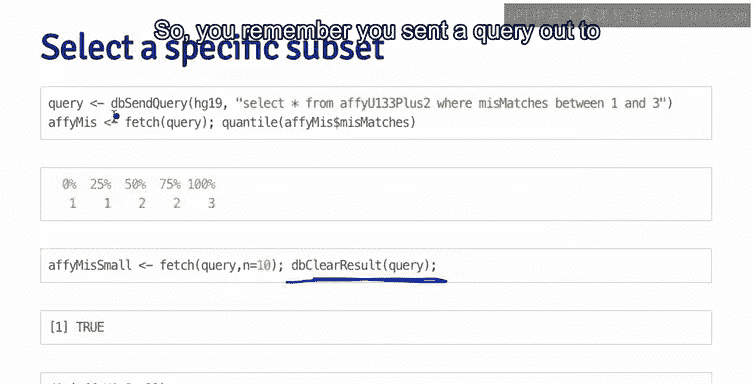 So, you remember you sent a query out to
Select a specific subset
query <- dbSendQuery(hg19, "select * from affyU133Plus2 where misMatches between 1 and 3")
affyMis <- fetch(query); quantile(affyMis$misMatches)
0% 25% 50% 75% 100%
1 1 2 2 3
affyMisSmall <- fetch(query,n=10); dbClearResult(query);
[1] TRUE